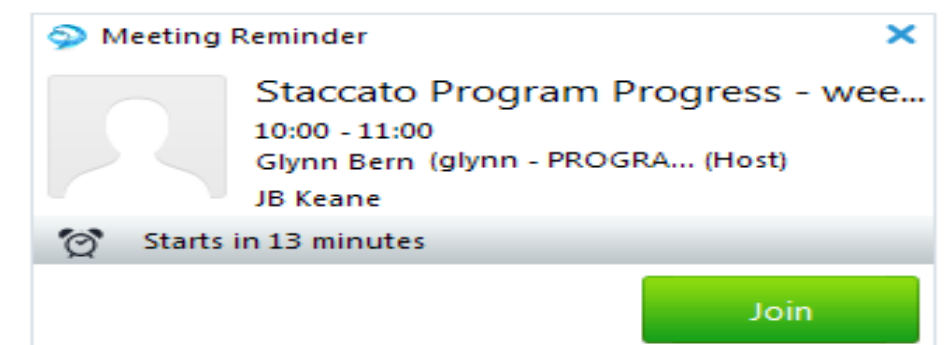 Meeting Reminder
Staccato Program Progress - wee...
10:00 - 11:00
Glynn Bern (glynn - PROGRA... (Host)
JB Keane
Starts in 13 minutes
Join